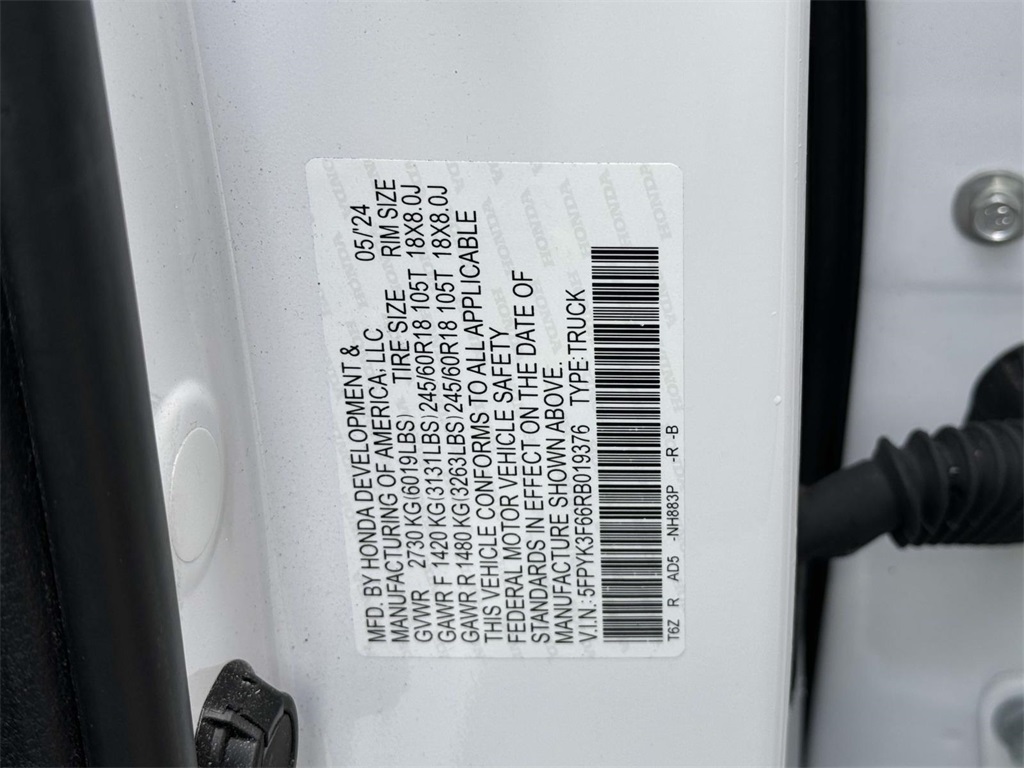 MFD. BY HONDA DEVELOPMENT & 05/'24
MANUFACTURING OF AMERICA, LLC
TIRE SIZE RIM SIZE
GVWR 2730 KG(6019LBS)
GAWR F 1420 KG(3131LBS) 245/60R18 105T 18X8.0J
GAWR R 1480 KG(3263LBS) 245/60R18 105T 18X8.0J
THIS VEHICLE CONFORMS TO ALL APPLICABLE
FEDERAL MOTOR VEHICLE SAFETY
STANDARDS IN EFFECT ON THE DATE OF
MANUFACTURE SHOWN ABOVE.
V.I.N.: 5FPYK3F66RB019376 TYPE: TRUCK
T6Z R AD5 -NH883P -R -B
HONDA
8.8